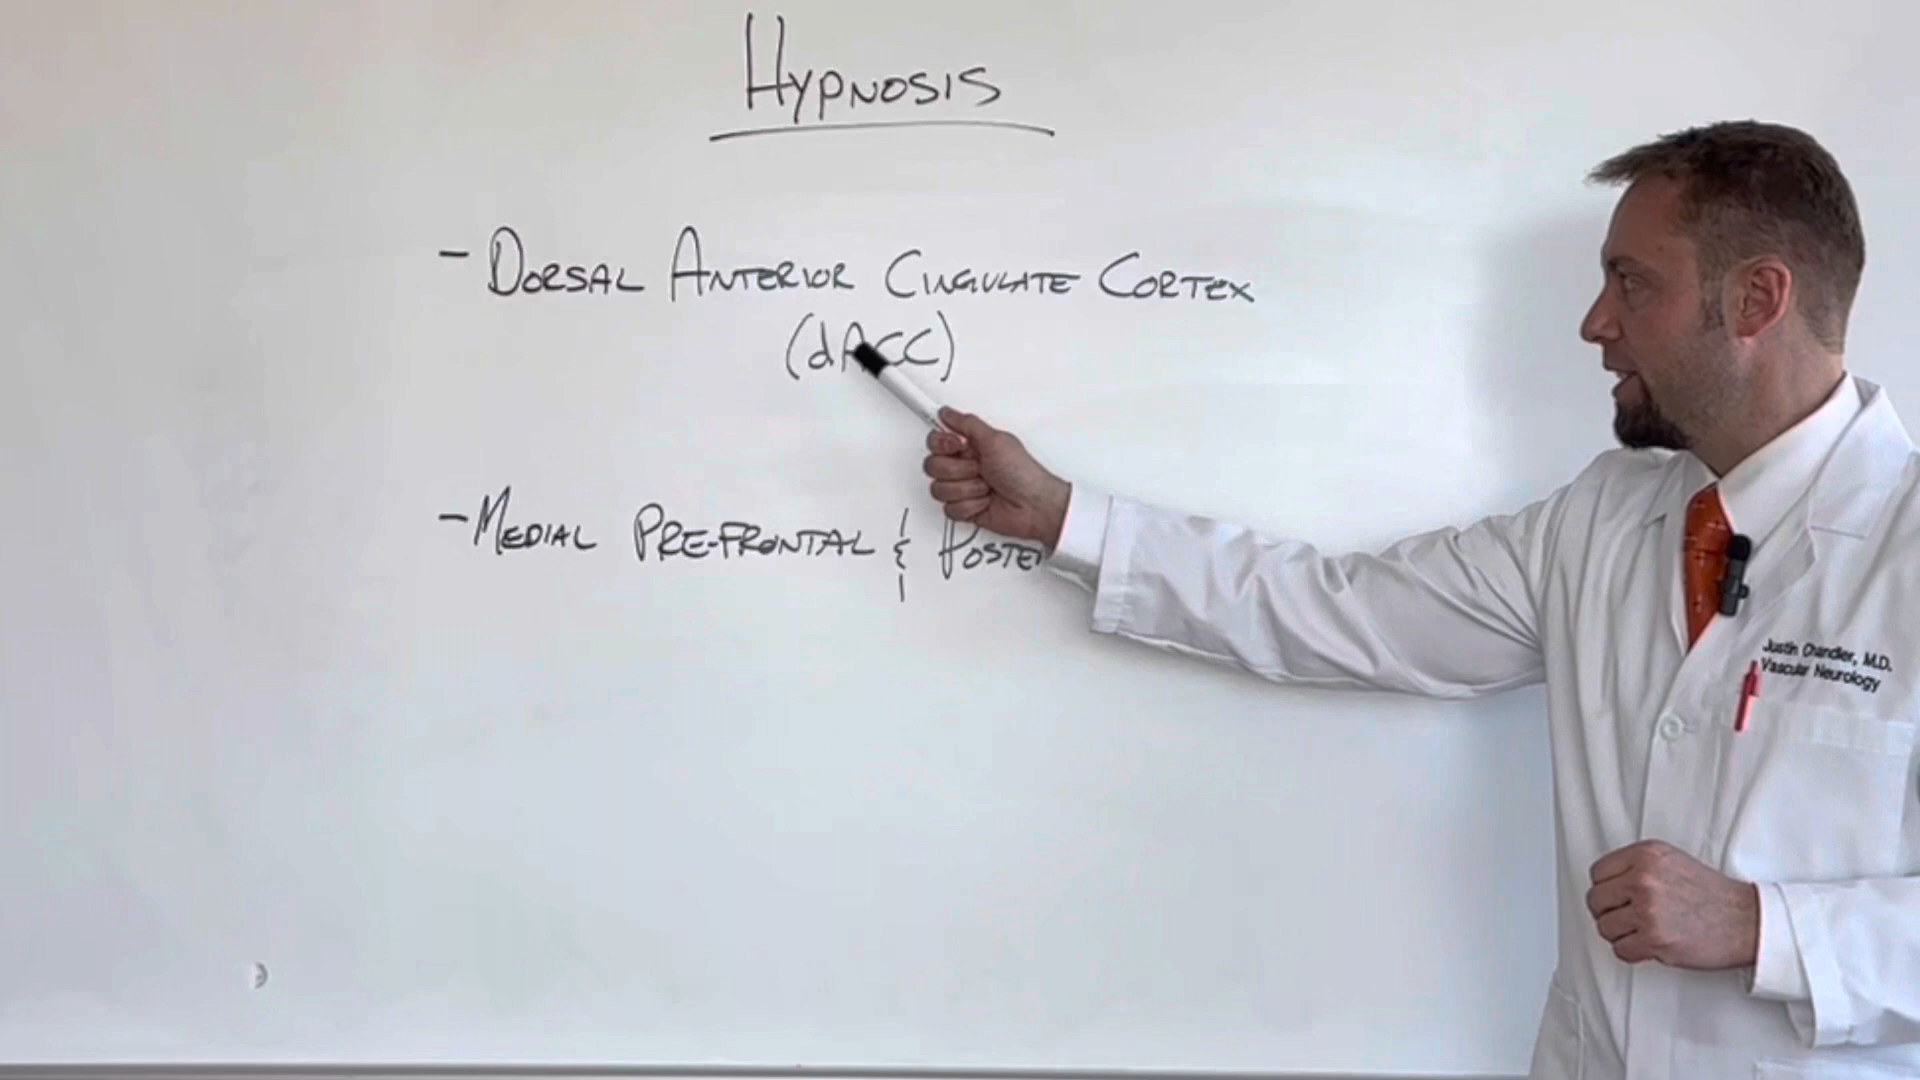 HYPNOSIS
- DORSAL ANTERIOR CINGULATE CORTEX
(dACC)
- MEDIAL PRE-FRONTAL &
Justin Chandler, M.D.
Vascular Neurology